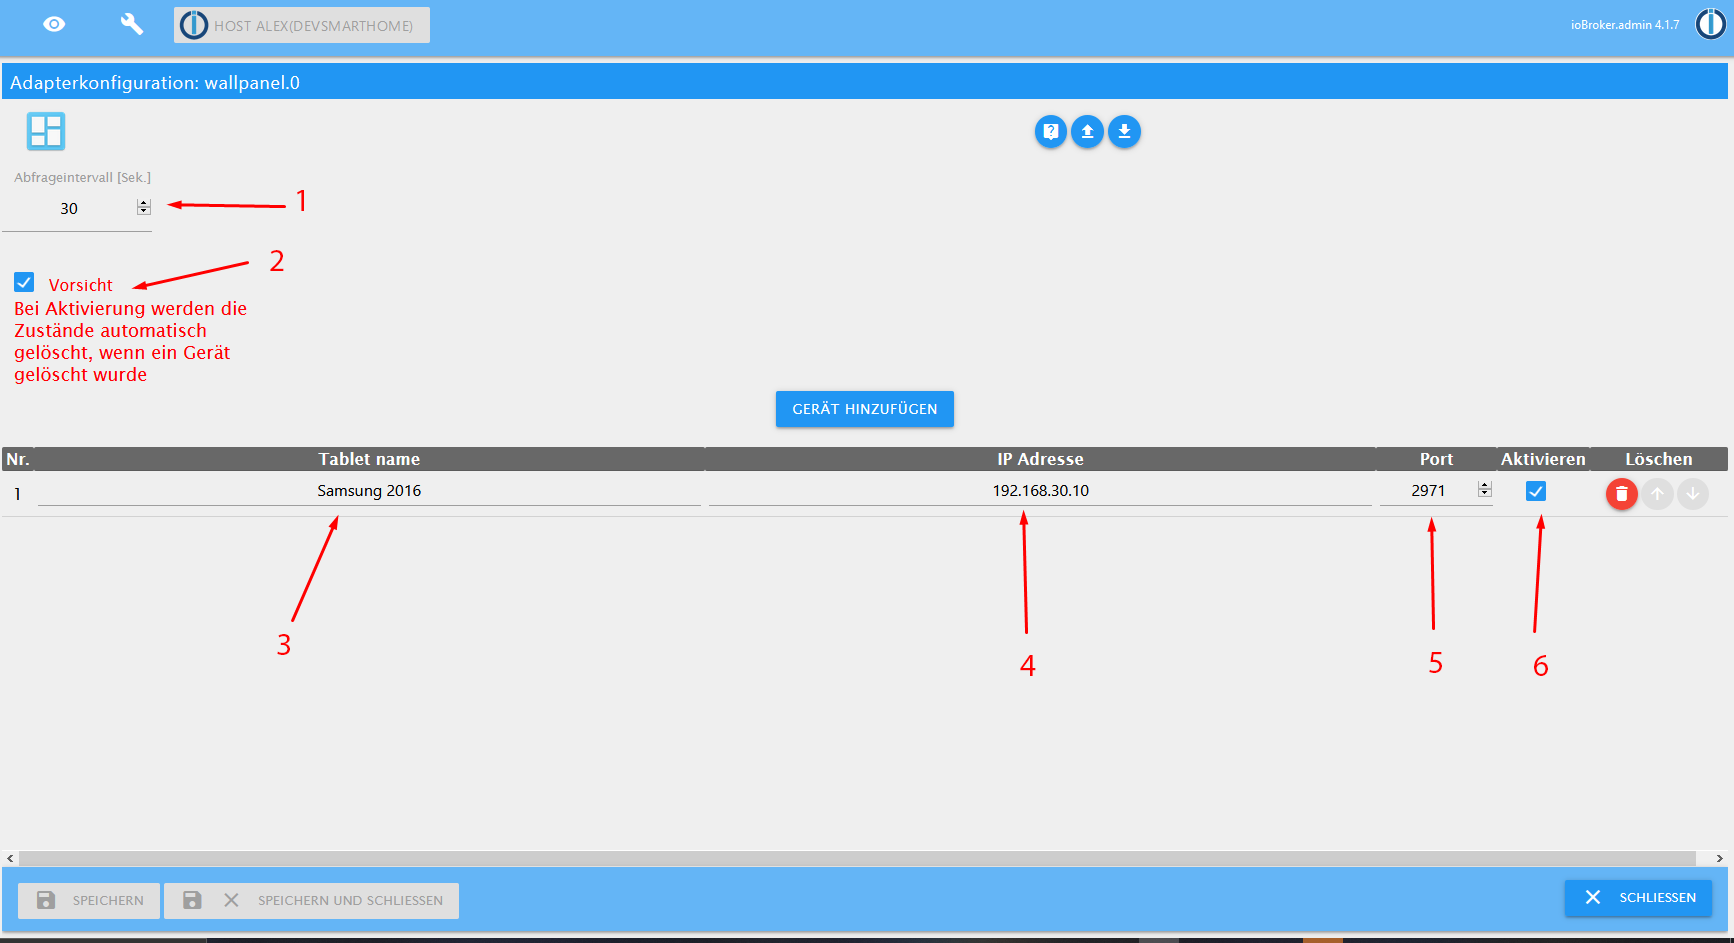 HOST ALEX(DEVSMARTHOME)
ioBroker.admin 4.1.7
Adapterkonfiguration: wallpanel.0
Abfrageintervall [Sek.]
30
1
2
Vorsicht
Bei Aktivierung werden die
Zustände automatisch
gelöscht, wenn ein Gerät
gelöscht wurde
GERÄT HINZUFÜGEN
Nr. Tablet name IP Adresse Port Aktivieren Löschen
1 Samsung 2016 192.168.30.10 2971
3 4 5 6
SPEICHERN SPEICHERN UND SCHLIESSEN SCHLIESSEN